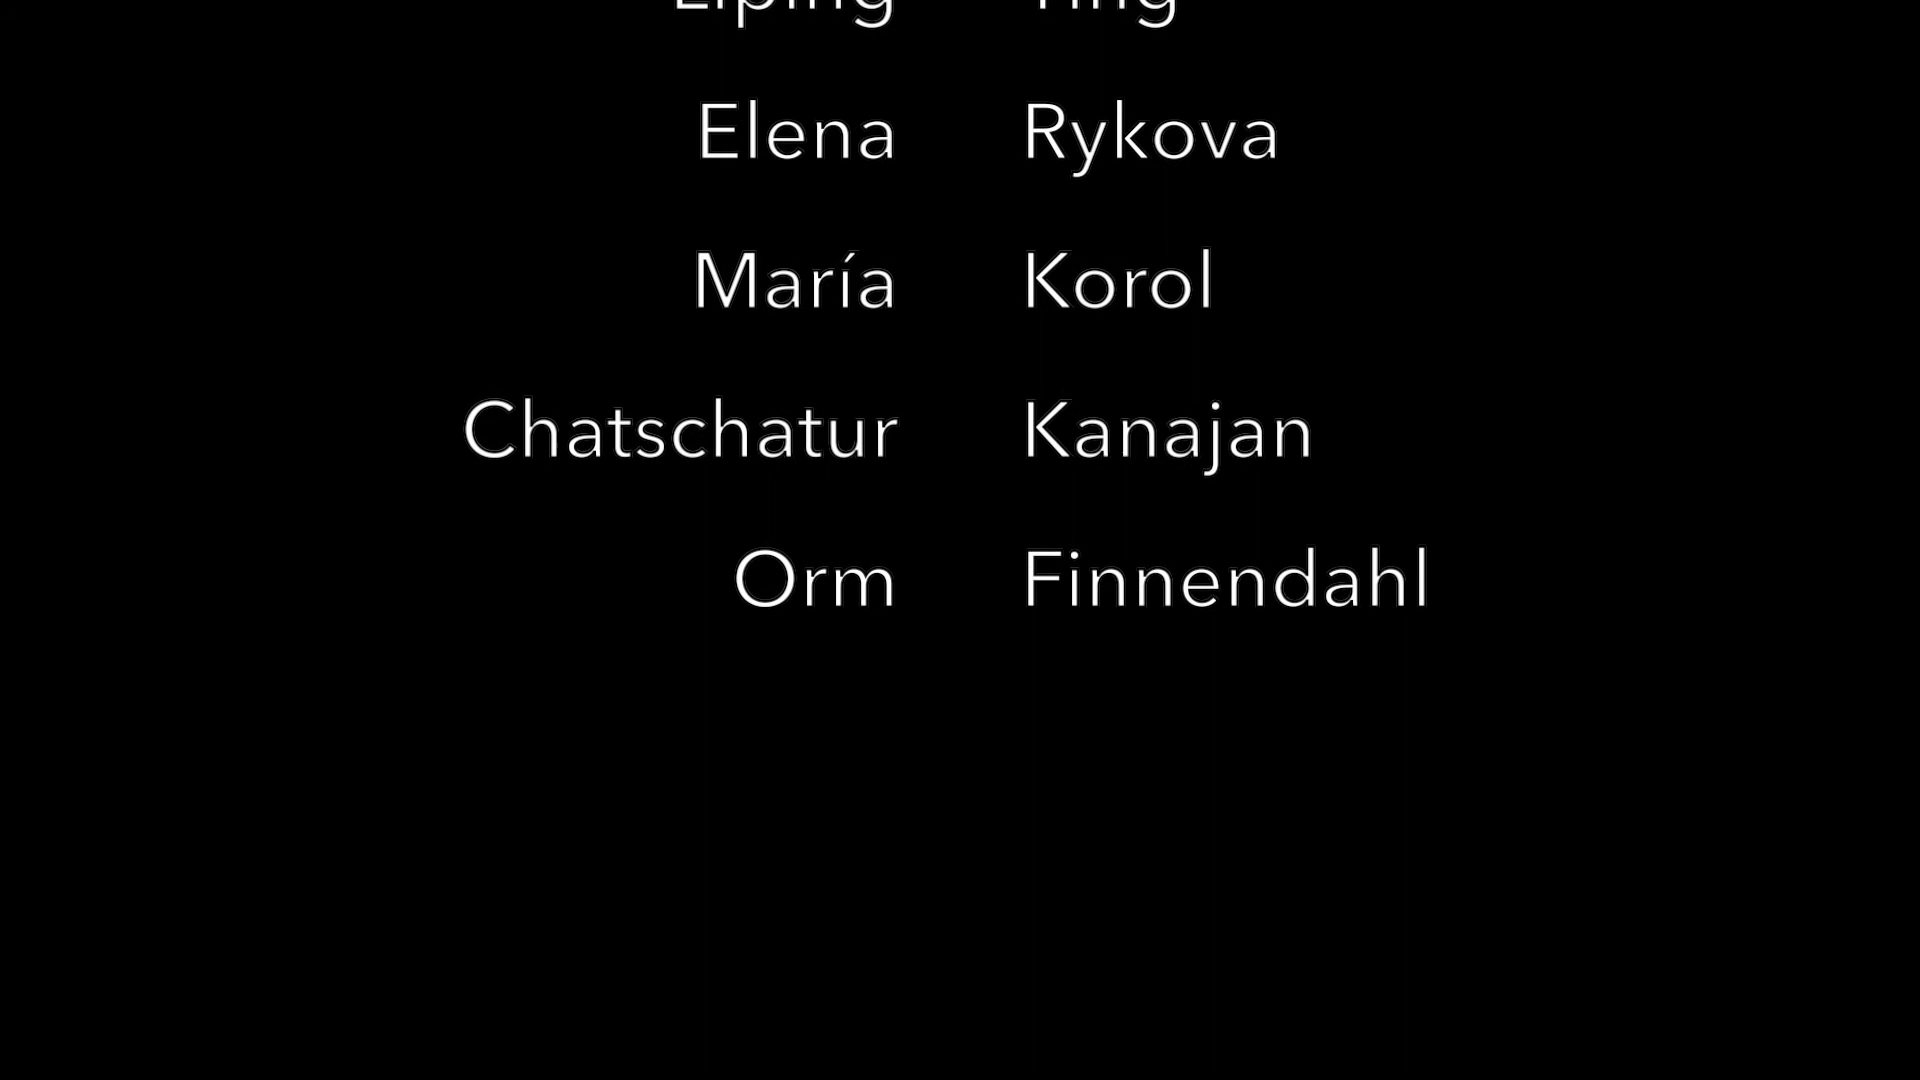 Elena Rykova
María Korol
Chatschatur Kanajan
Orm Finnendahl